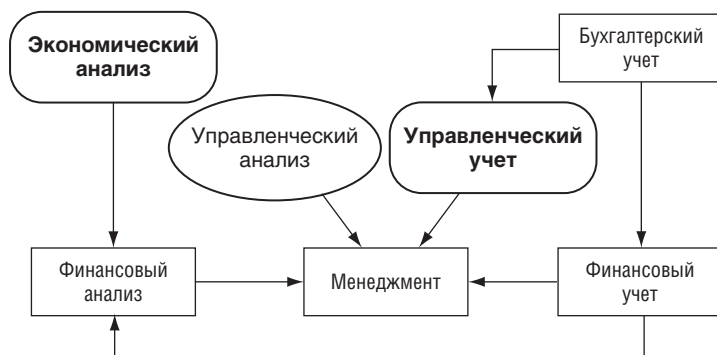 Экономический
анализ
Бухгалтерский
учет
Управленческий
анализ
Управленческий
учет
Финансовый
анализ
Менеджмент
Финансовый
учет